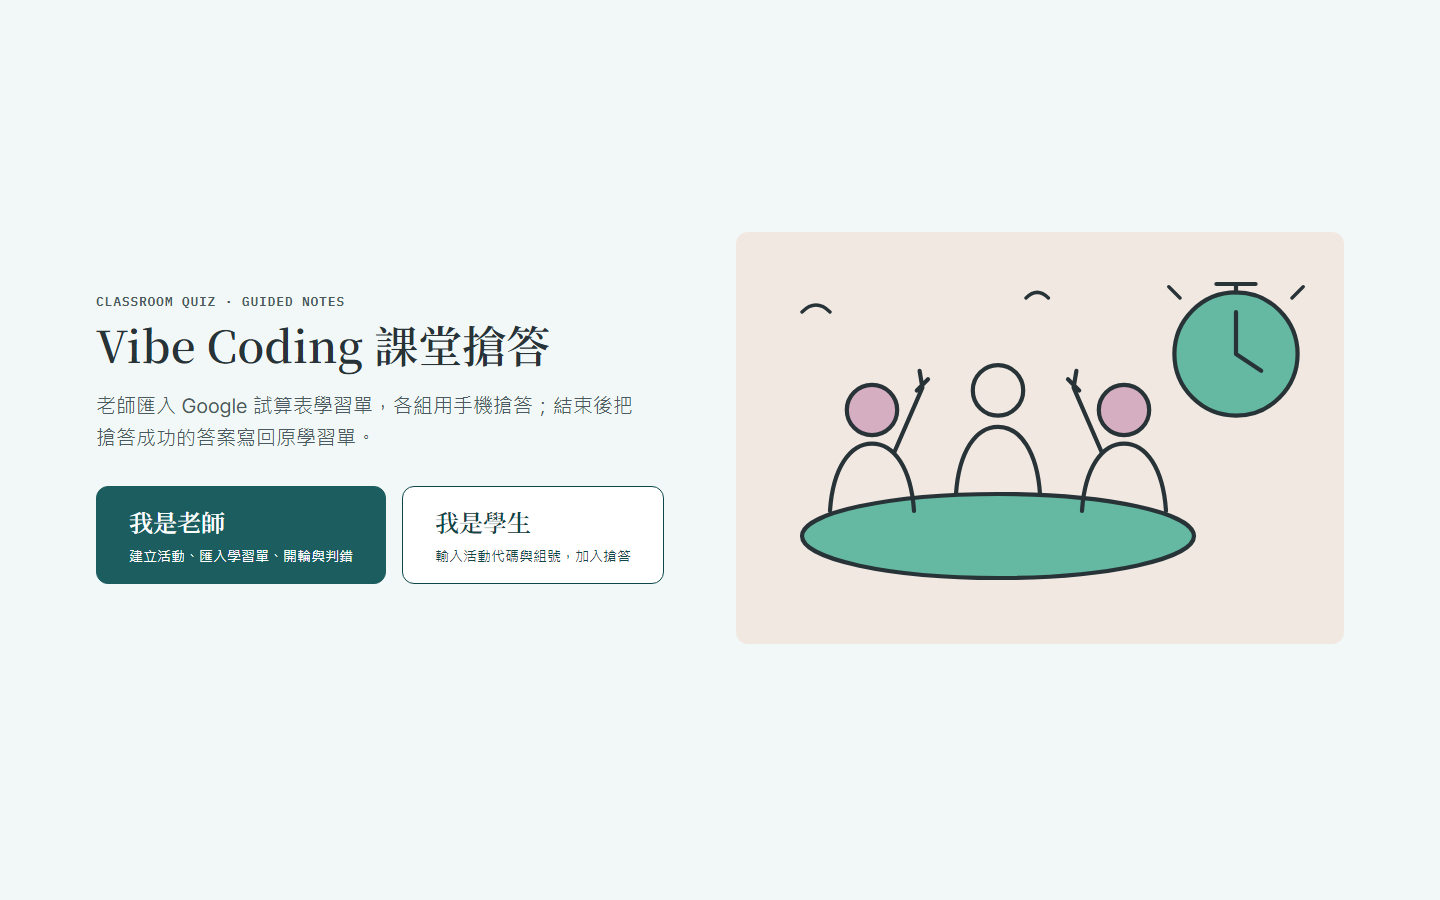 CLASSROOM QUIZ · GUIDED NOTES
Vibe Coding 課堂搶答
老師匯入 Google 試算表學習單，各組用手機搶答；結束後把
搶答成功的答案寫回原學習單。
我是老師
建立活動、匯入學習單、開輪與判錯
我是學生
輸入活動代碼與組號，加入搶答